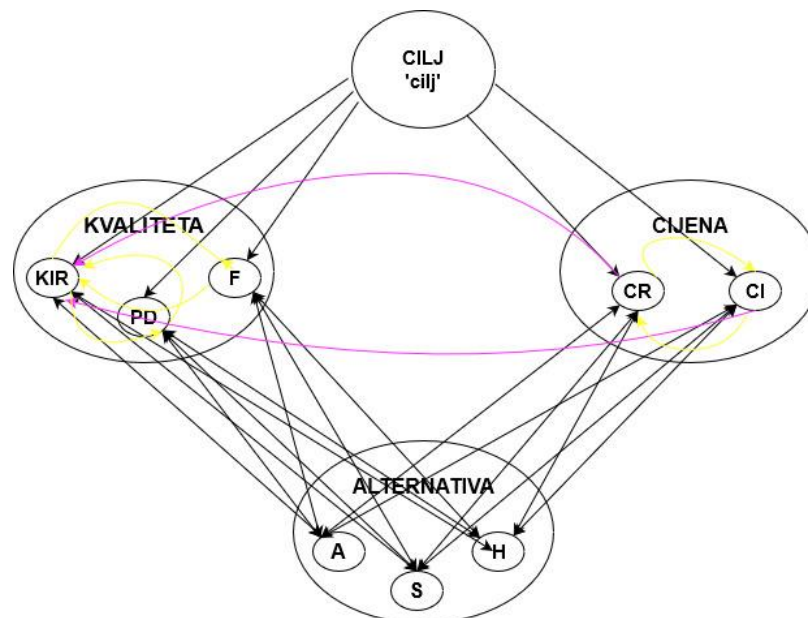 CILJ
'cilj'
KVALITETA
CIJENA
KIR
F
PD
CR
CI
ALTERNATIVA
A
H
S